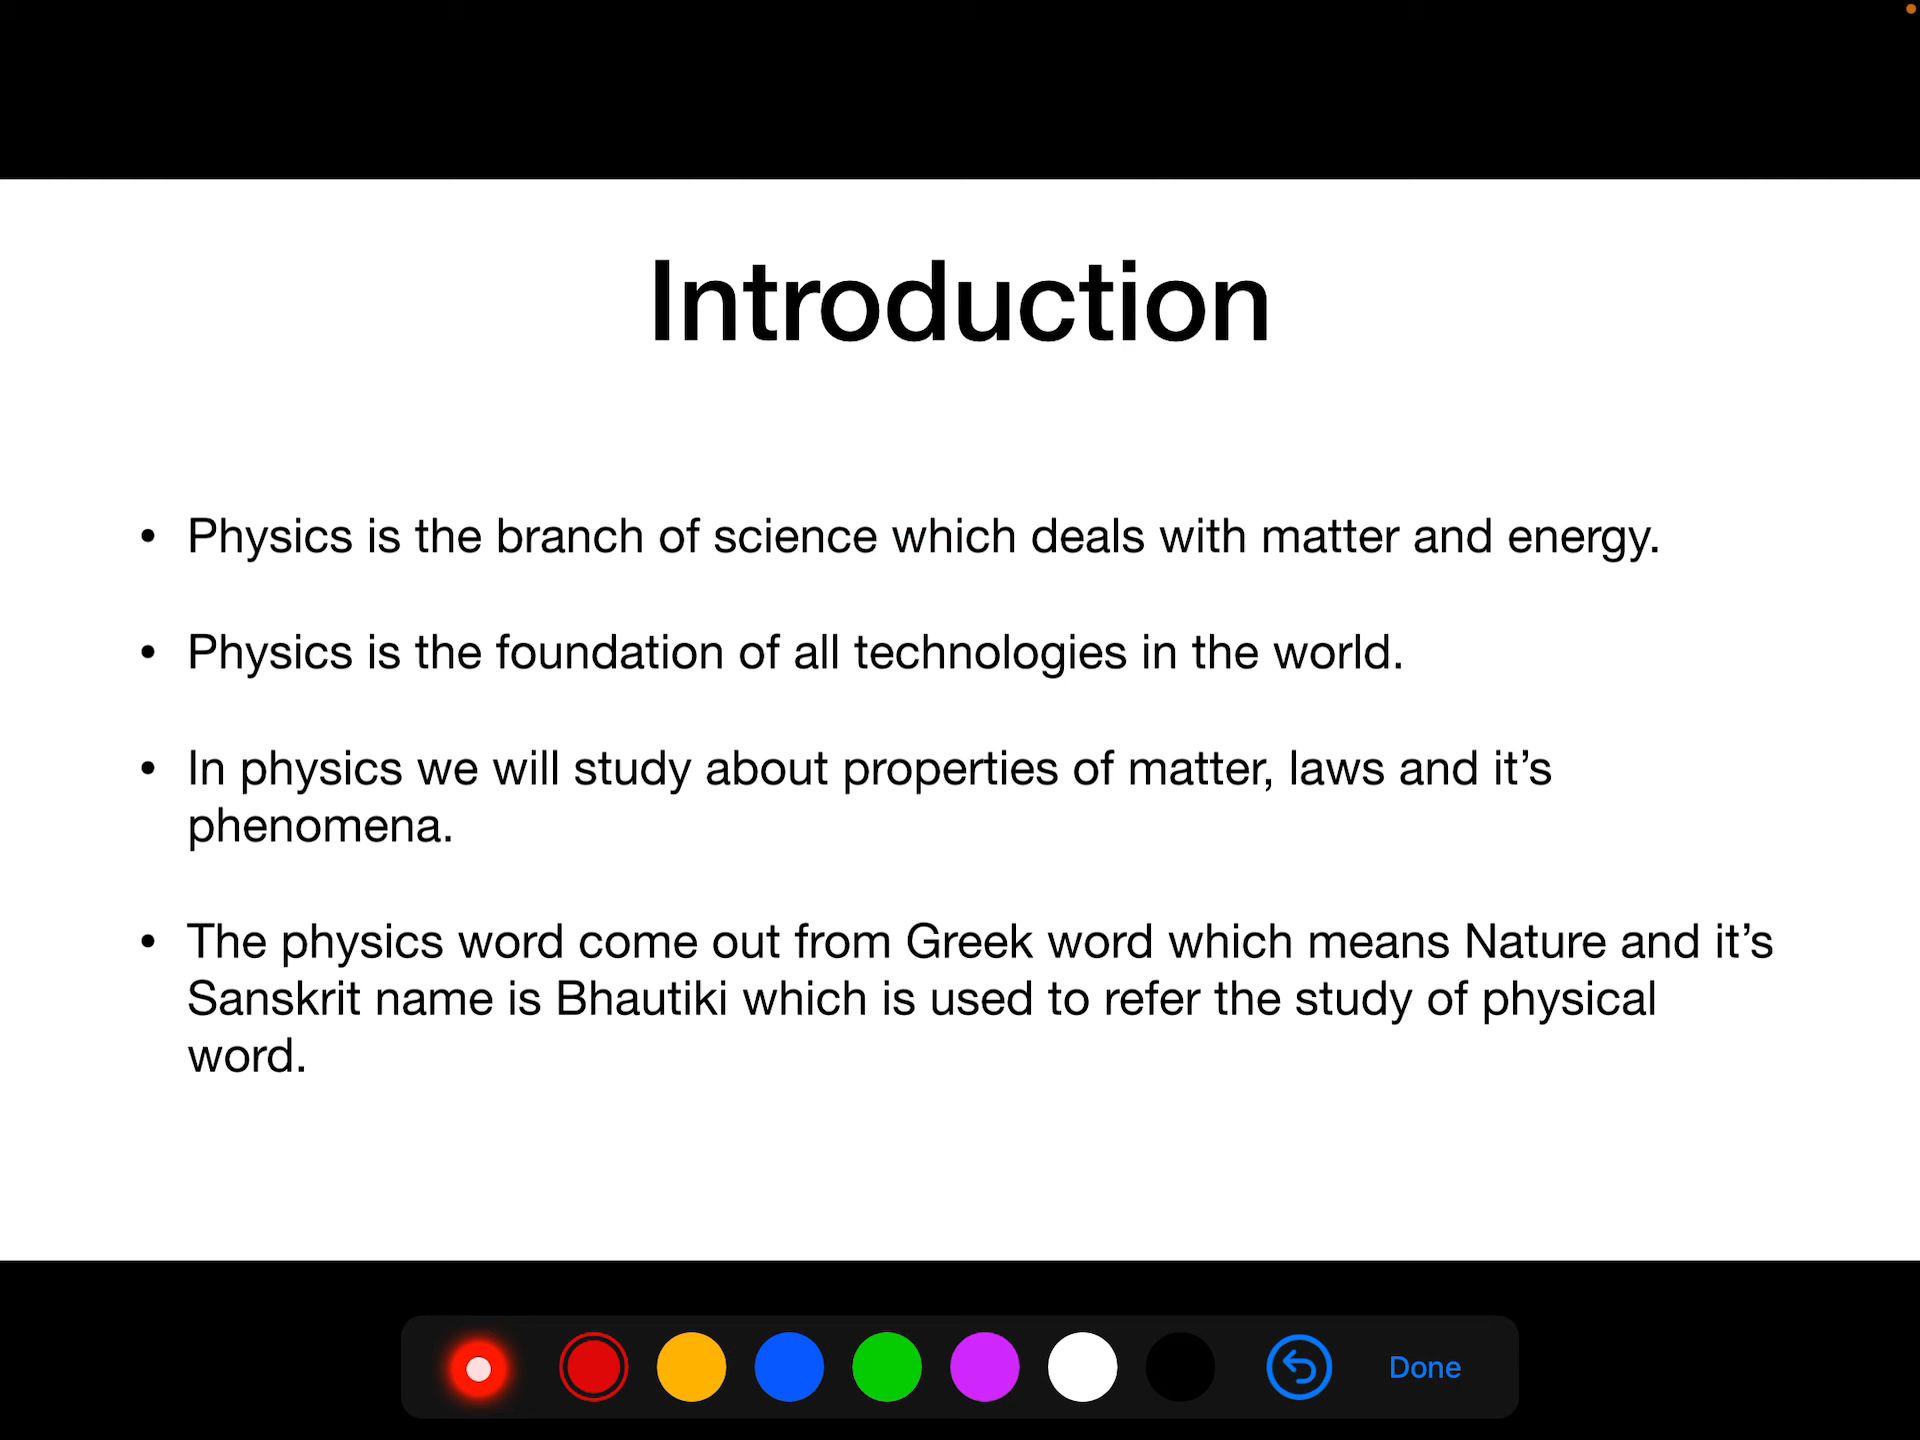 Introduction
• Physics is the branch of science which deals with matter and energy.
• Physics is the foundation of all technologies in the world.
• In physics we will study about properties of matter, laws and it’s
phenomena.
• The physics word come out from Greek word which means Nature and it’s
Sanskrit name is Bhautiki which is used to refer the study of physical
word.
Done